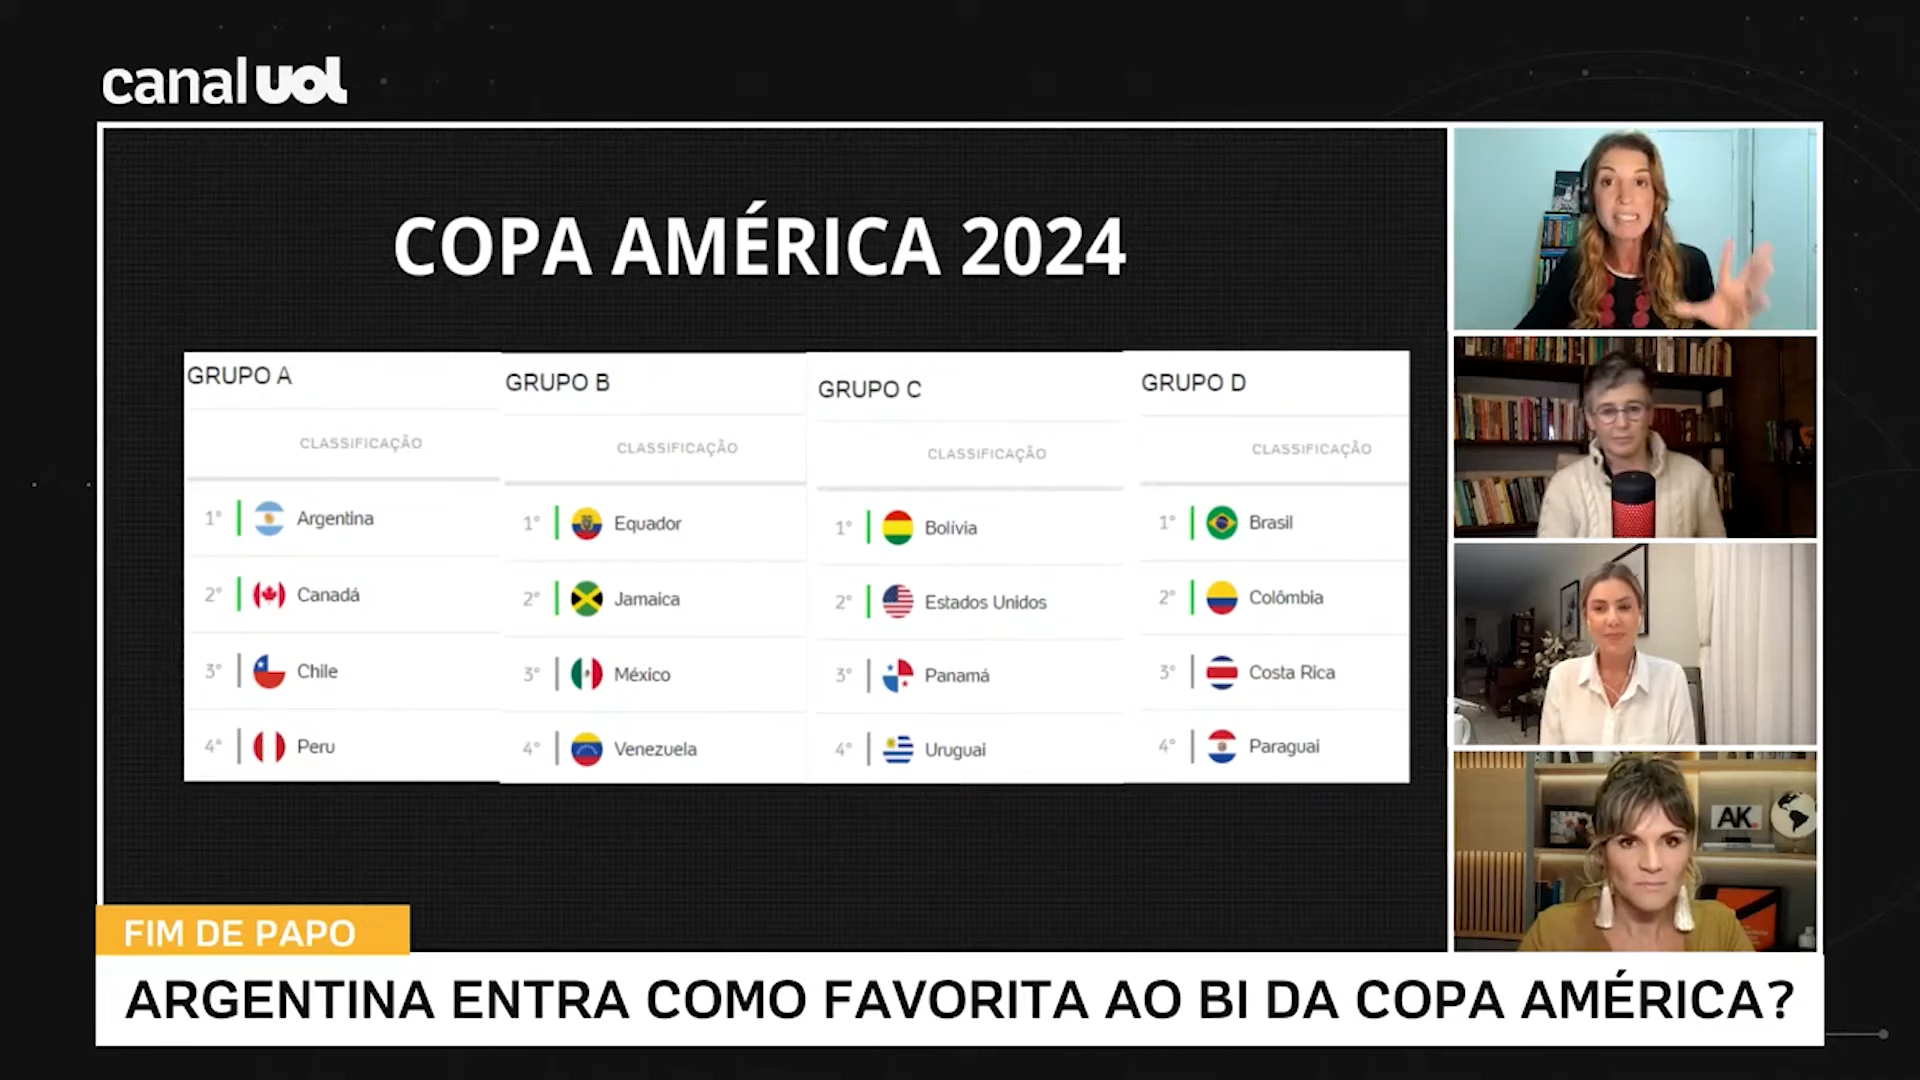 canal uol
COPA AMÉRICA 2024
GRUPO A
CLASSIFICAÇÃO
1° Argentina
2° Canadá
3° Chile
4° Peru
GRUPO B
CLASSIFICAÇÃO
1° Equador
2° Jamaica
3° México
4° Venezuela
GRUPO C
CLASSIFICAÇÃO
1° Bolívia
2° Estados Unidos
3° Panamá
4° Uruguai
GRUPO D
CLASSIFICAÇÃO
1° Brasil
2° Colômbia
3° Costa Rica
4° Paraguai
AK.
FIM DE PAPO
ARGENTINA ENTRA COMO FAVORITA AO BI DA COPA AMÉRICA?